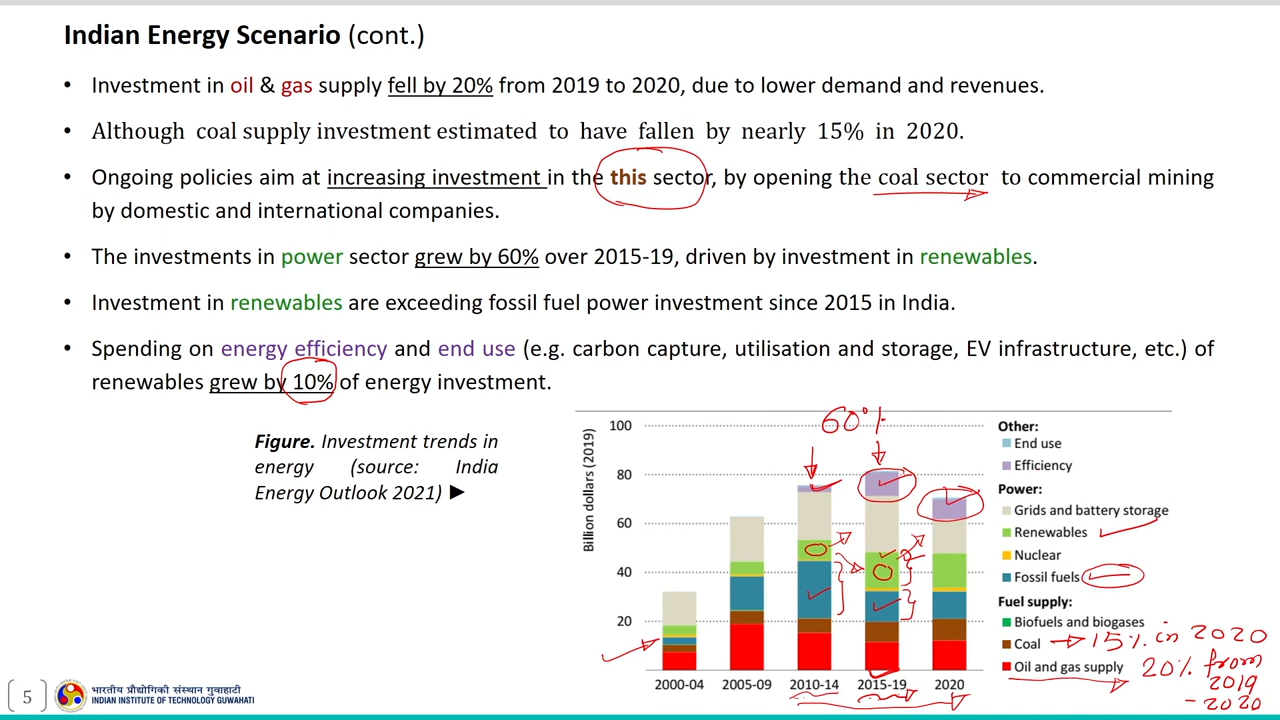 Indian Energy Scenario (cont.)
• Investment in oil & gas supply fell by 20% from 2019 to 2020, due to lower demand and revenues.
• Although coal supply investment estimated to have fallen by nearly 15% in 2020.
• Ongoing policies aim at increasing investment in the this sector, by opening the coal sector to commercial mining
by domestic and international companies.
• The investments in power sector grew by 60% over 2015-19, driven by investment in renewables.
• Investment in renewables are exceeding fossil fuel power investment since 2015 in India.
• Spending on energy efficiency and end use (e.g. carbon capture, utilisation and storage, EV infrastructure, etc.) of
renewables grew by 10% of energy investment.
Figure. Investment trends in
energy (source: India
Energy Outlook 2021) ►
60%
Billion dollars (2019)
100
80
60
40
20
2000-04 2005-09 2010-14 2015-19 2020
Other:
End use
Efficiency
Power:
Grids and battery storage
Renewables
Nuclear
Fossil fuels
Fuel supply:
Biofuels and biogases
Coal → 15% in 2020
Oil and gas supply → 20% from
2019
- 2020
5
भारतीय प्रौद्योगिकी संस्थान गुवाहाटी
INDIAN INSTITUTE OF TECHNOLOGY GUWAHATI